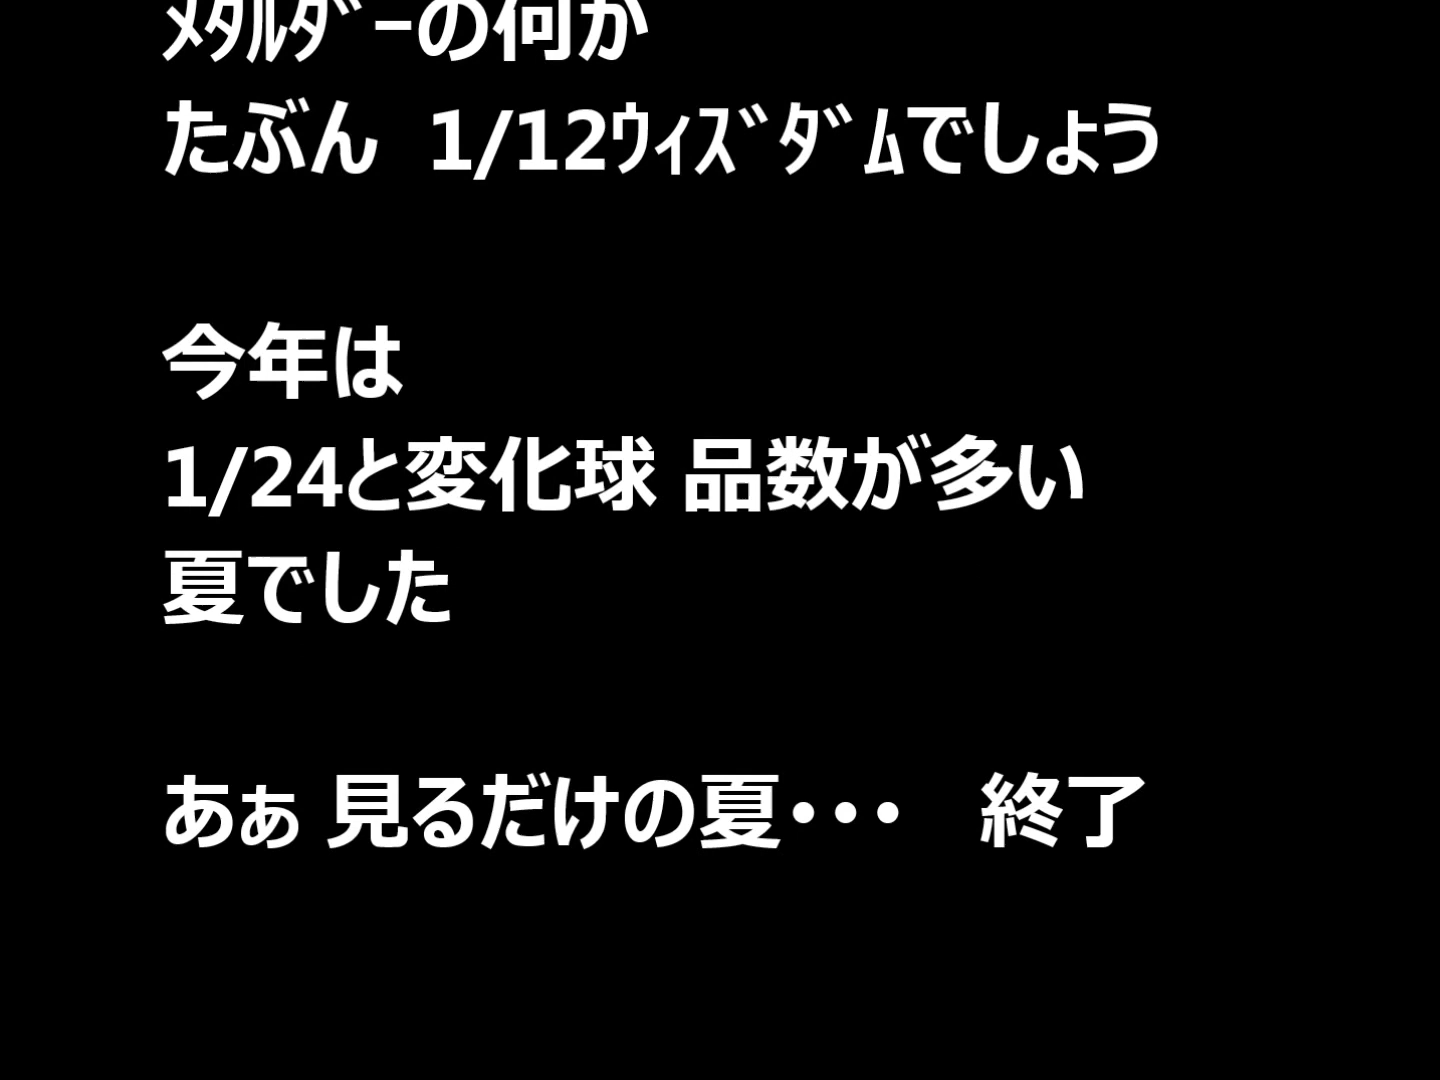 ﾒﾀﾙﾀﾞｰの何か
たぶん 1/12ｳｨｽﾞﾀﾞﾑでしょう
今年は
1/24と変化球 品数が多い
夏でした
あぁ 見るだけの夏･･･ 終了